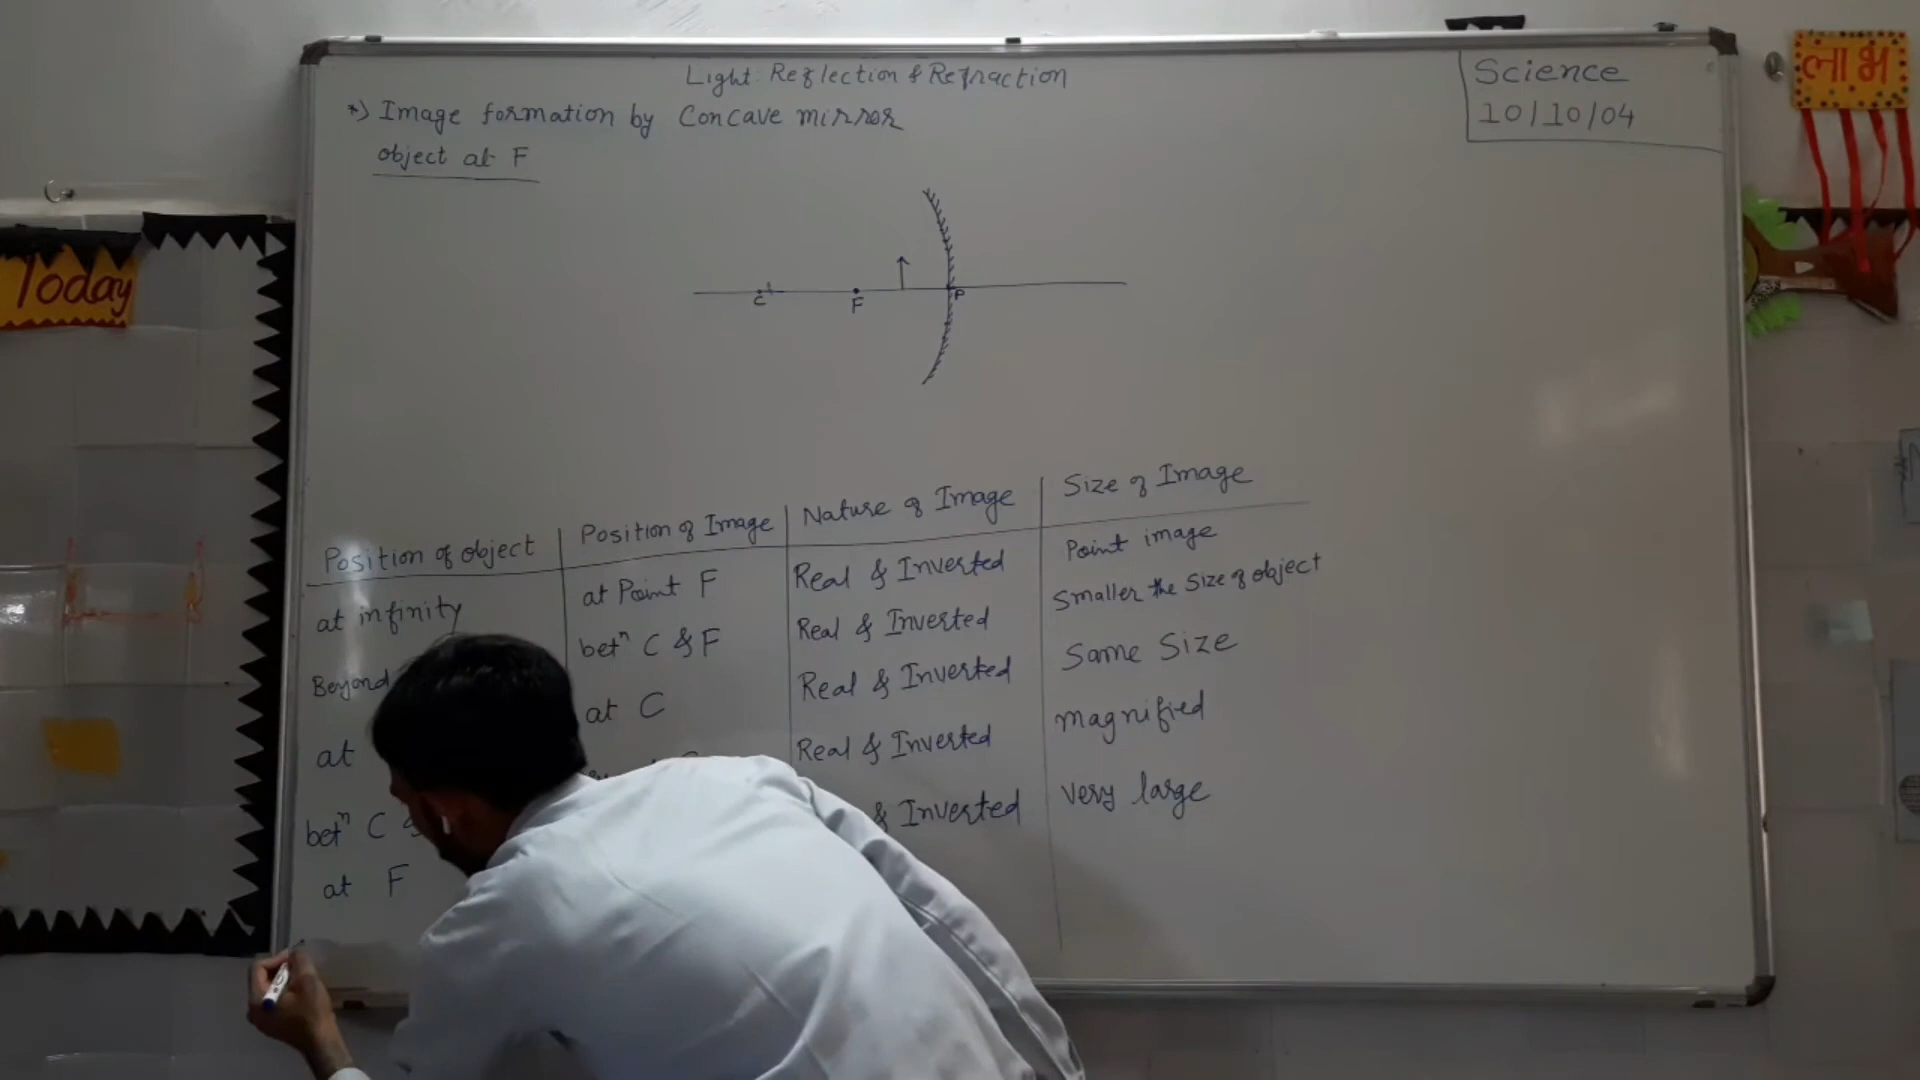 Light: Reflection & Refraction
Science
10/10/04
*) Image formation by Concave mirror
object at F
C F P
लाभ
Today
Position of object Position of Image Nature of Image Size of Image
at infinity at Point F Real & Inverted Point image
Beyond betⁿ C & F Real & Inverted Smaller the Size of object
at at C Real & Inverted Same Size
betⁿ C & Real & Inverted magnified
at F & Inverted very large